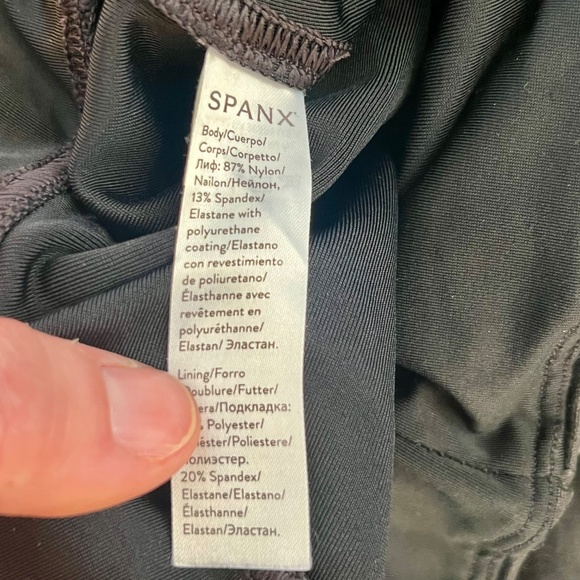 SPANX
Body/Cuerpo/
Corps/Corpetto/
Лиф: 87% Nylon/
Nailon/Нейлон,
13% Spandex/
Elastane with
polyurethane
coating/Elastano
con revestimiento
de poliuretano/
Élasthanne avec
revêtement en
polyuréthanne/
Elastan/ Эластан.
Lining/Forro
/Futter/
/Подкладка:
Polyester/
/Poliestere/
20% Spandex/
Elastane/Elastano/
Élasthanne/
Elastan/Эластан.